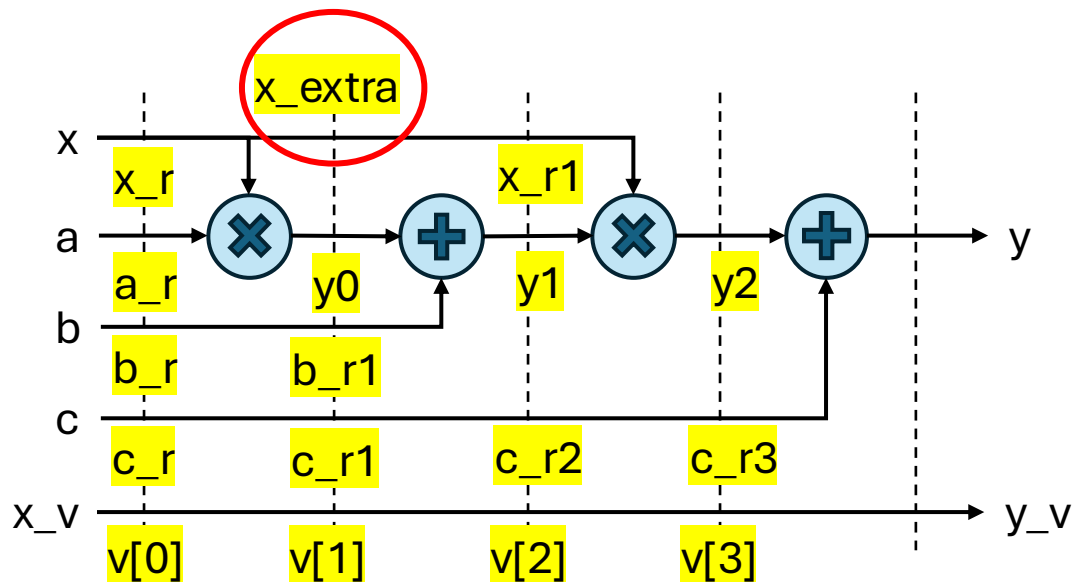 x_extra
x
x_r
x_r1
a
y
a_r
y0
y1
y2
b
b_r
b_r1
c
c_r
c_r1
c_r2
c_r3
x_v
y_v
v[0]
v[1]
v[2]
v[3]